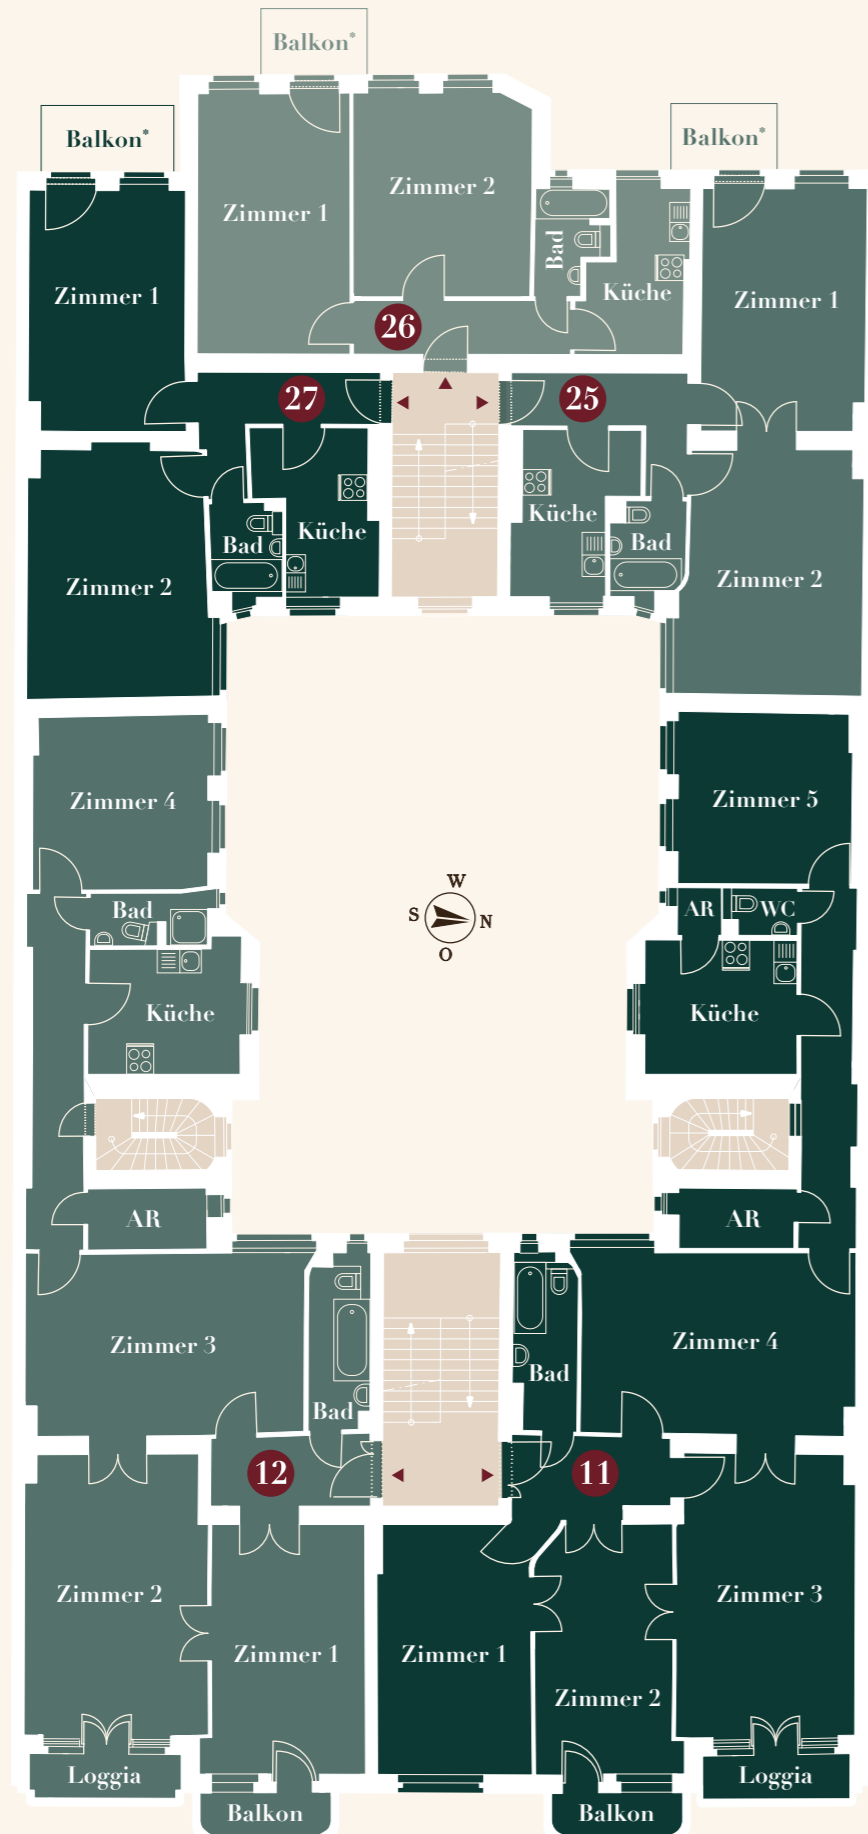 Balkon*
Balkon*
Balkon*
Zimmer 1
Zimmer 2
Bad
Küche
Zimmer 1
Zimmer 1
26
27
25
Zimmer 2
Küche
Bad
Küche
Bad
Zimmer 2
Zimmer 4
Zimmer 5
Bad
AR
WC
W
S
N
O
Küche
Küche
AR
AR
Zimmer 3
Bad
Bad
Zimmer 4
12
11
Zimmer 2
Zimmer 1
Zimmer 1
Zimmer 2
Zimmer 3
Loggia
Balkon
Balkon
Loggia